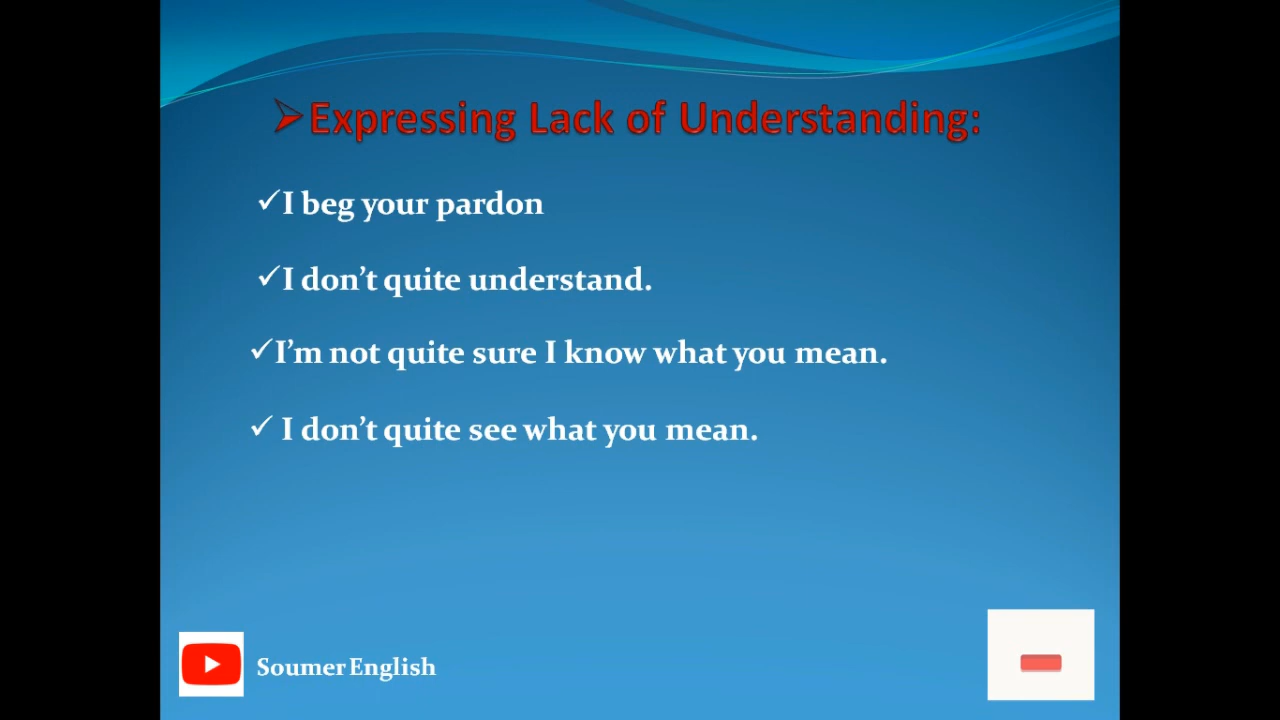 Expressing Lack of Understanding:
I beg your pardon
I don't quite understand.
I'm not quite sure I know what you mean.
I don't quite see what you mean.
Soumer English